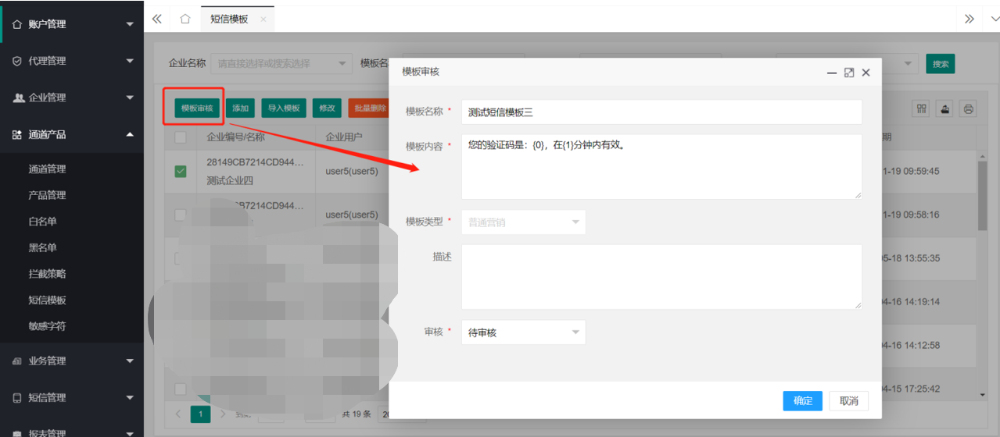 账户管理
代理管理
企业管理
通道产品
通道管理
产品管理
白名单
黑名单
拦截策略
短信模板
敏感字符
业务管理
短信管理
报表管理
短信模板
企业名称 请直接选择或搜索选择 模板名
搜索
模板审核 添加 导入模板 修改 批量删除
企业编号/名称 企业用户 期
28149CB7214CD944...
测试企业四
user5(user5)
1-19 09:59:45
CB7214CD944...
user5(user5)
1-19 09:58:16
05-18 13:55:35
04-16 14:19:14
04-16 14:12:58
04-15 17:25:42
1
共 19 条
模板审核
模板名称 * 测试短信模板三
模板内容 * 您的验证码是：{0}，在{1}分钟内有效。
模板类型 * 普通营销
描述
审核 * 待审核
确定 取消